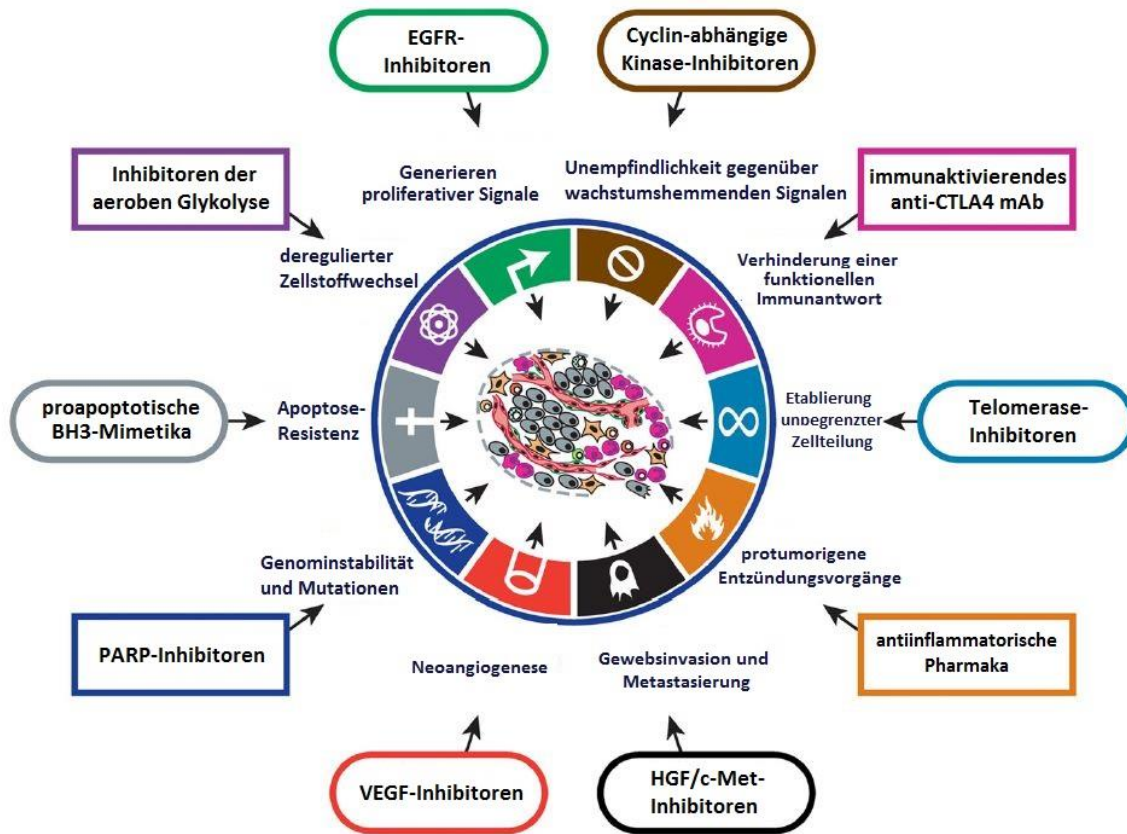 EGFR-
Inhibitoren
Cyclin-abhängige
Kinase-Inhibitoren
Inhibitoren der
aeroben Glykolyse
Generieren
proliferativer Signale
Unempfindlichkeit gegenüber
wachstumshemmenden Signalen
immunaktivierendes
anti-CTLA4 mAb
deregulierter
Zellstoffwechsel
Verhinderung einer
funktionellen
Immunantwort
proapoptotische
BH3-Mimetika
Apoptose-
Resistenz
Etablierung
unbegrenzter
Zellteilung
Telomerase-
Inhibitoren
Genominstabilität
und Mutationen
protumorigene
Entzündungsvorgänge
PARP-Inhibitoren
Neoangiogenese
Gewebsinvasion und
Metastasierung
antiinflammatorische
Pharmaka
VEGF-Inhibitoren
HGF/c-Met-
Inhibitoren